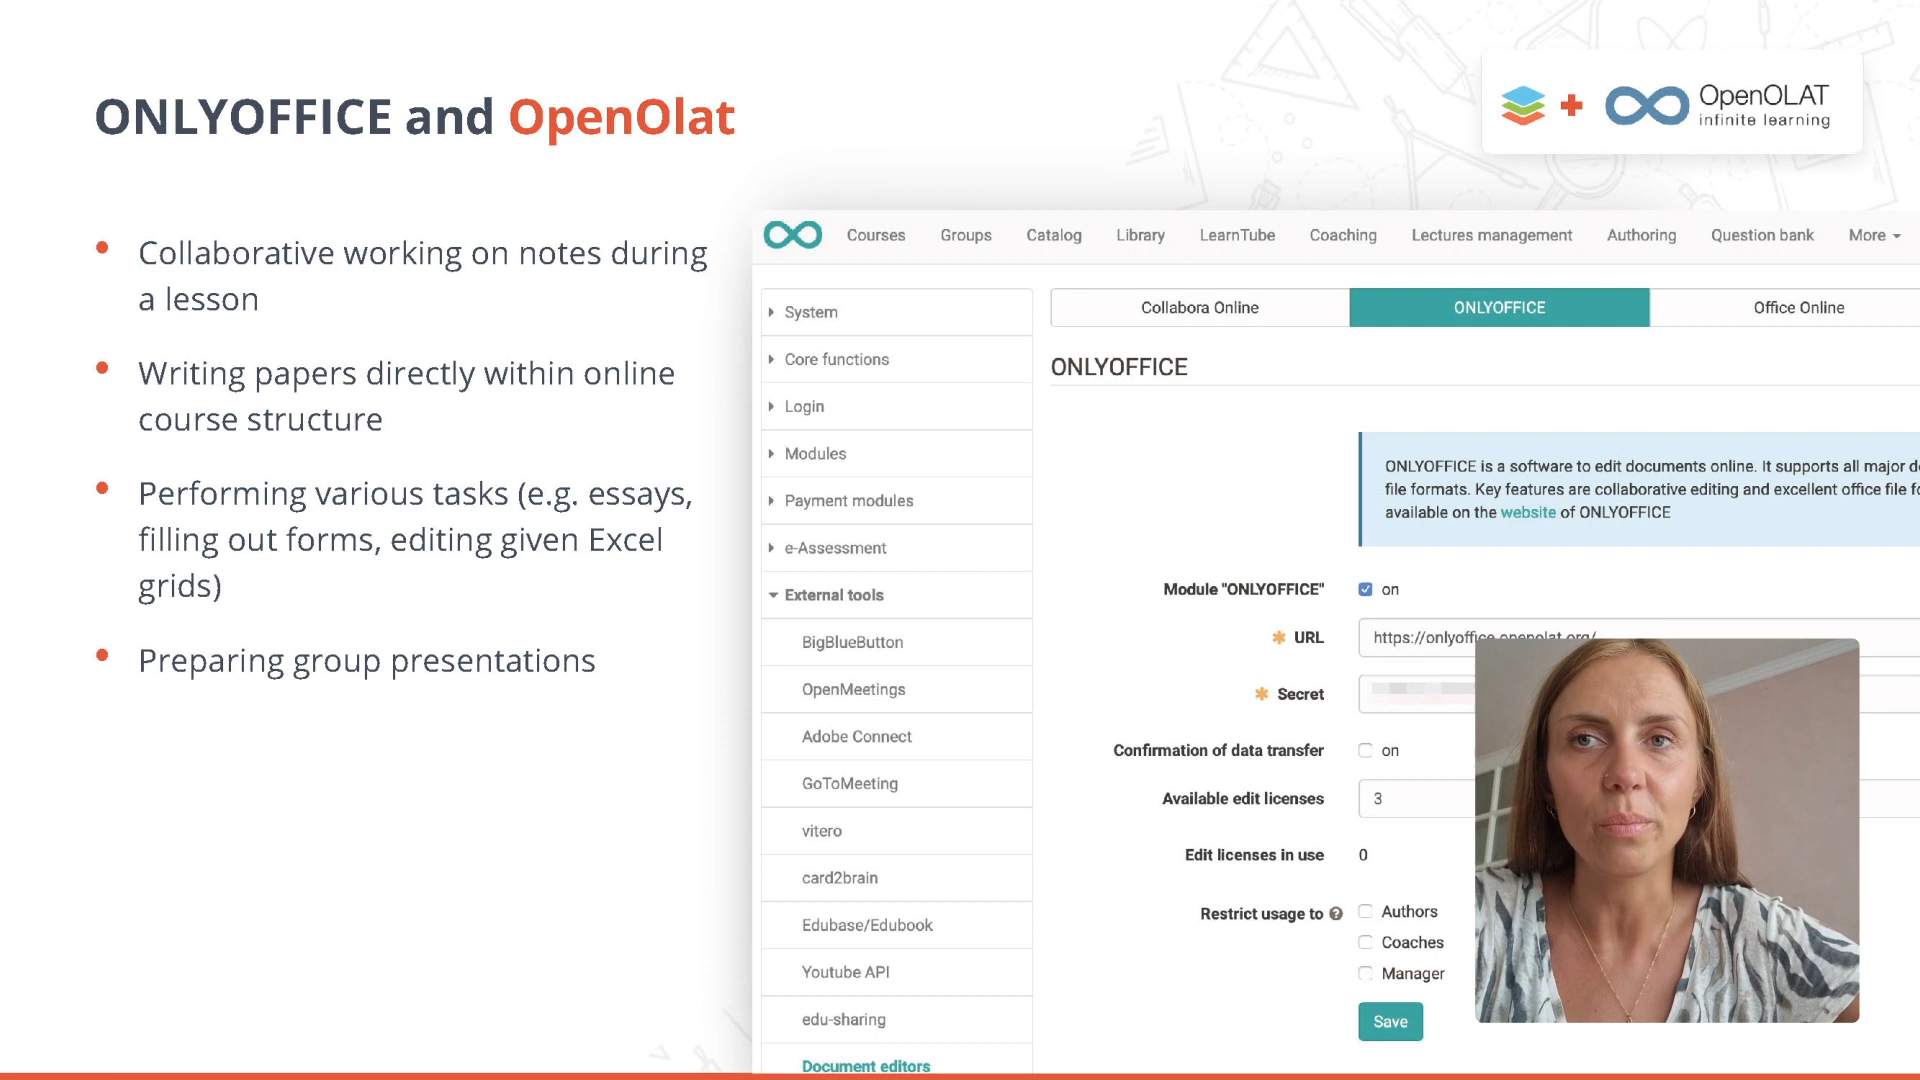 ONLYOFFICE and OpenOlat
OpenOLAT
infinite learning
• Collaborative working on notes during
a lesson
• Writing papers directly within online
course structure
• Performing various tasks (e.g. essays,
filling out forms, editing given Excel
grids)
• Preparing group presentations
Courses Groups Catalog Library LearnTube Coaching Lectures management Authoring Question bank More
System
Core functions
Login
Modules
Payment modules
e-Assessment
External tools
BigBlueButton
OpenMeetings
Adobe Connect
GoToMeeting
vitero
card2brain
Edubase/Edubook
Youtube API
edu-sharing
Document editors
Collabora Online ONLYOFFICE Office Online
ONLYOFFICE
ONLYOFFICE is a software to edit documents online. It supports all major
file formats. Key features are collaborative editing and excellent office file
available on the website of ONLYOFFICE
Module "ONLYOFFICE" on
URL https://onlyoffice.openolat.org/
Secret
Confirmation of data transfer on
Available edit licenses 3
Edit licenses in use 0
Restrict usage to Authors
Coaches
Manager
Save